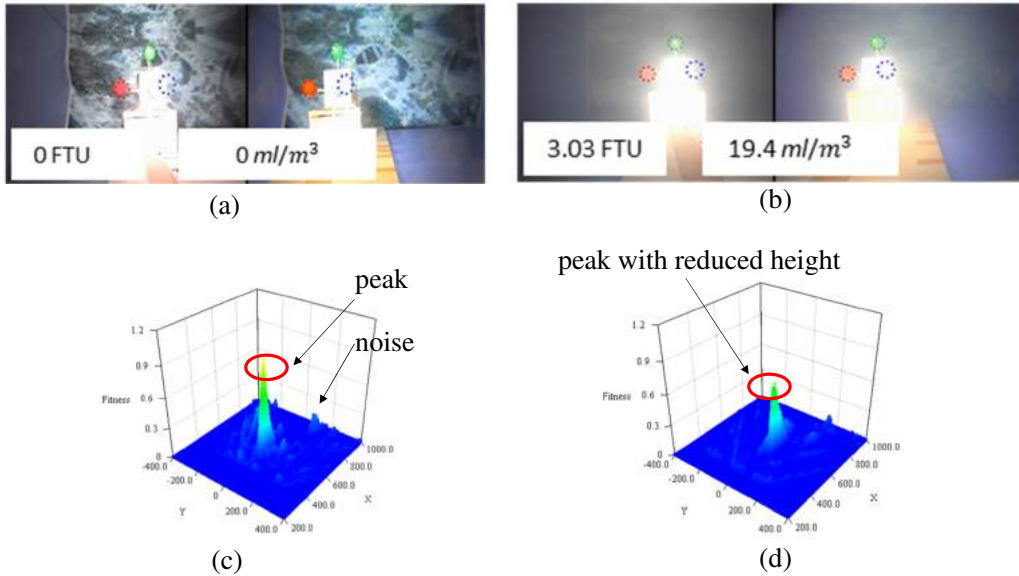 0 FTU
0 ml/m³
(a)
3.03 FTU
19.4 ml/m³
(b)
peak
noise
1.2
0.9
Fitness 0.6
0.3
0
-400.0
-200.0
0
Y
200.0
400.0
200.0
400.0
600.0
X
800.0
1000.0
(c)
peak with reduced height
1.2
0.9
Fitness 0.6
0.3
0
-400.0
-200.0
0
Y
200.0
400.0
200.0
400.0
600.0
X
800.0
1000.0
(d)